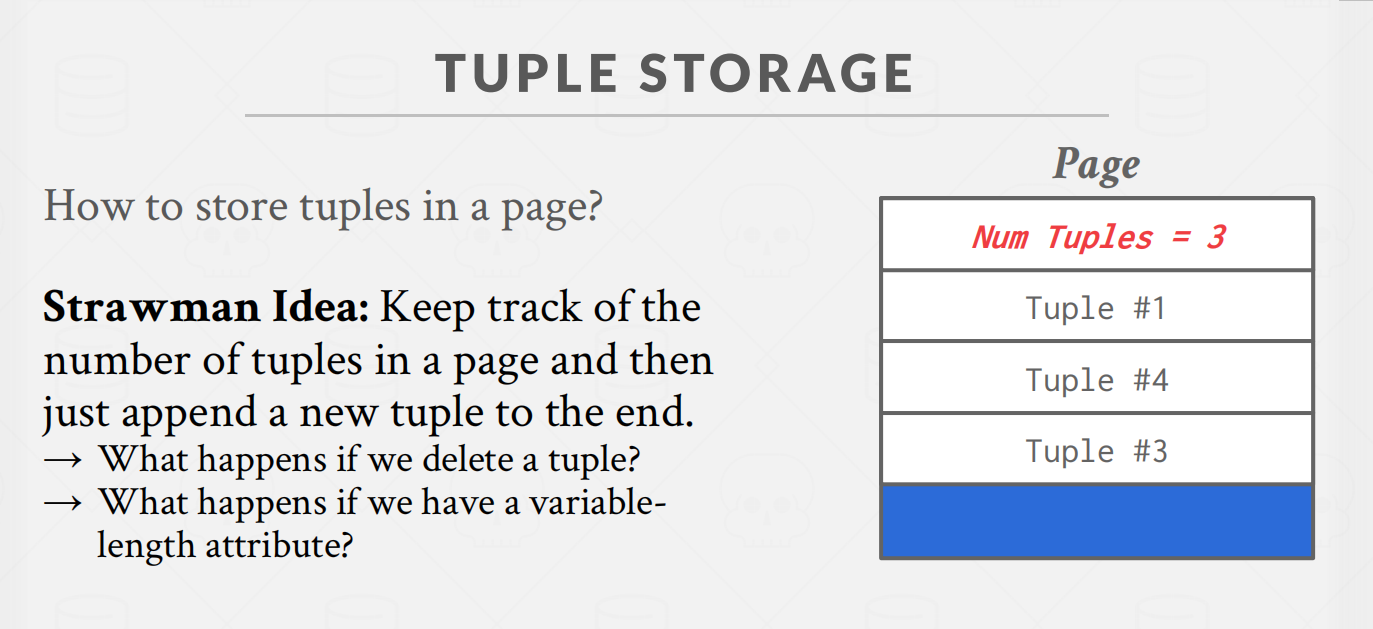 TUPLE STORAGE
How to store tuples in a page?
Strawman Idea: Keep track of the
number of tuples in a page and then
just append a new tuple to the end.
→ What happens if we delete a tuple?
→ What happens if we have a variable-
length attribute?
Page
Num Tuples = 3
Tuple #1
Tuple #4
Tuple #3